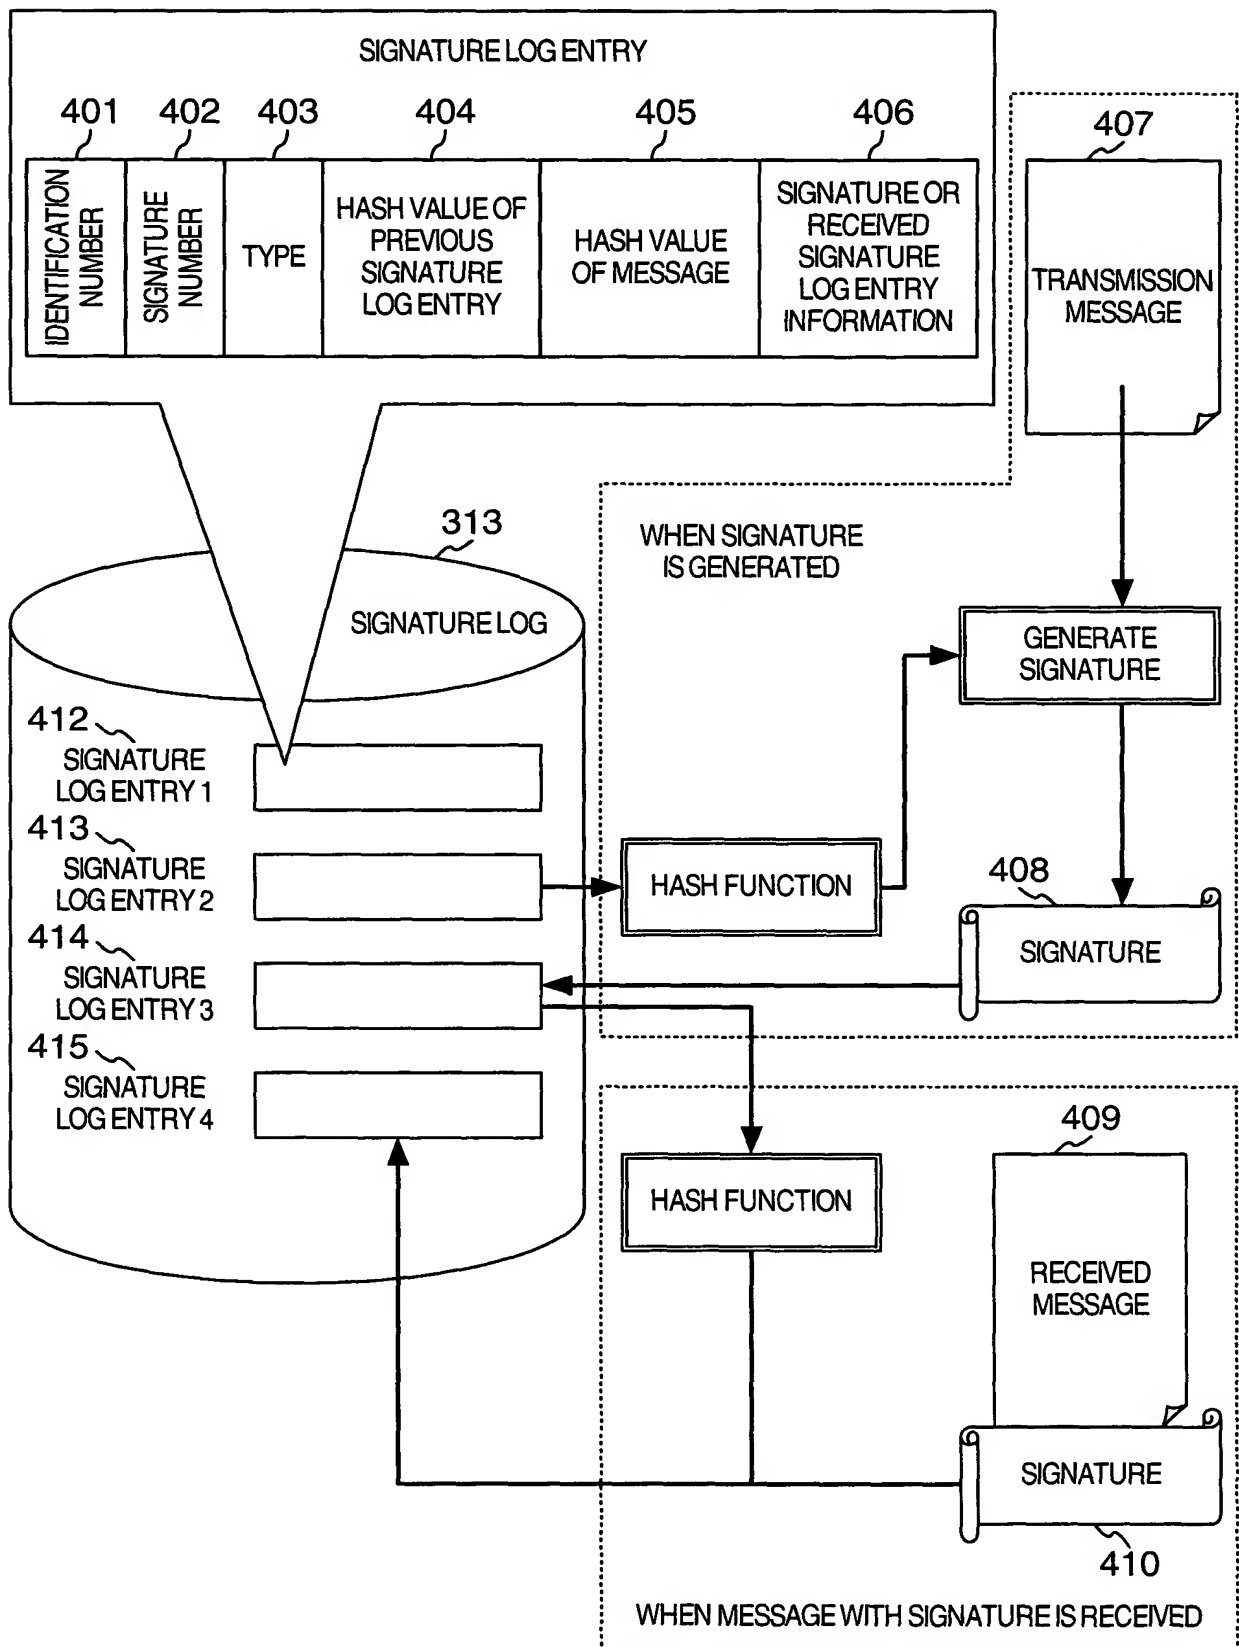 SIGNATURE LOG ENTRY
401 402 403 404 405 406
IDENTIFICATION
NUMBER
SIGNATURE
NUMBER
TYPE
HASH VALUE OF
PREVIOUS
SIGNATURE
LOG ENTRY
HASH VALUE
OF MESSAGE
SIGNATURE OR
RECEIVED
SIGNATURE
LOG ENTRY
INFORMATION
407
TRANSMISSION
MESSAGE
WHEN SIGNATURE
IS GENERATED
313
SIGNATURE LOG
GENERATE
SIGNATURE
412
SIGNATURE
LOG ENTRY 1
413
SIGNATURE
LOG ENTRY 2
HASH FUNCTION
408
SIGNATURE
414
SIGNATURE
LOG ENTRY 3
415
SIGNATURE
LOG ENTRY 4
HASH FUNCTION
409
RECEIVED
MESSAGE
SIGNATURE
410
WHEN MESSAGE WITH SIGNATURE IS RECEIVED